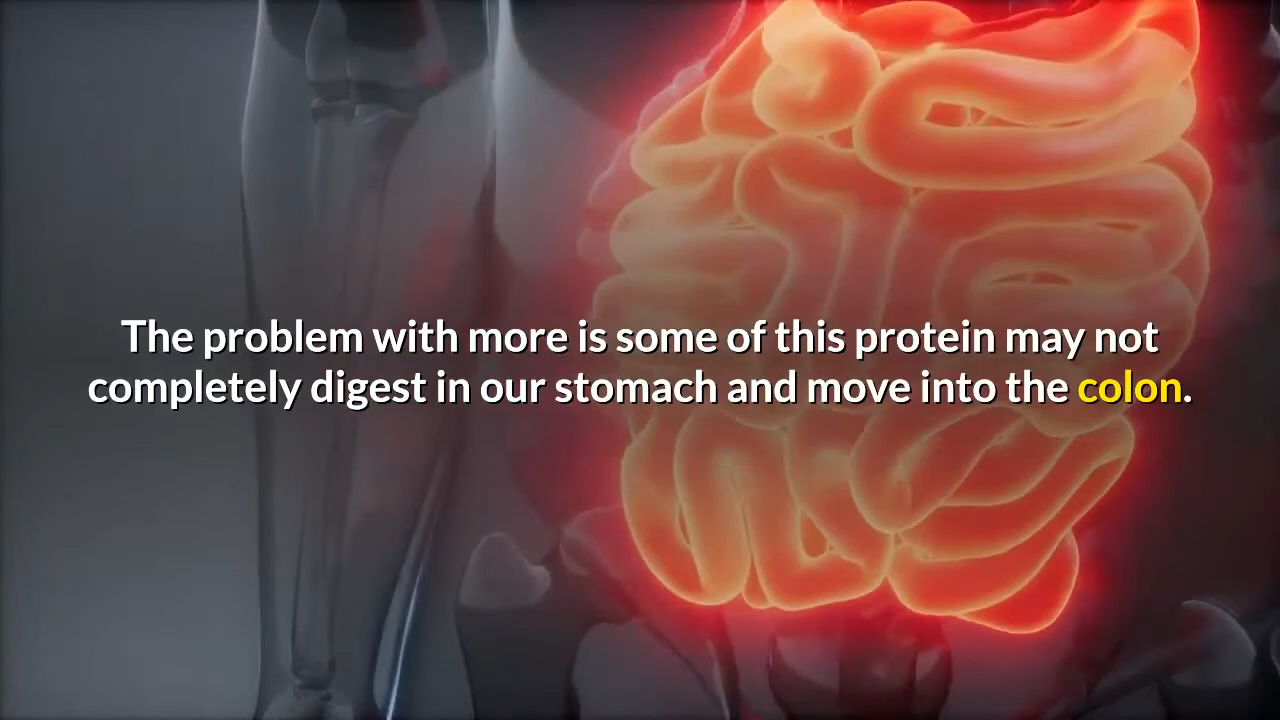 The problem with more is some of this protein may not
completely digest in our stomach and move into the colon.